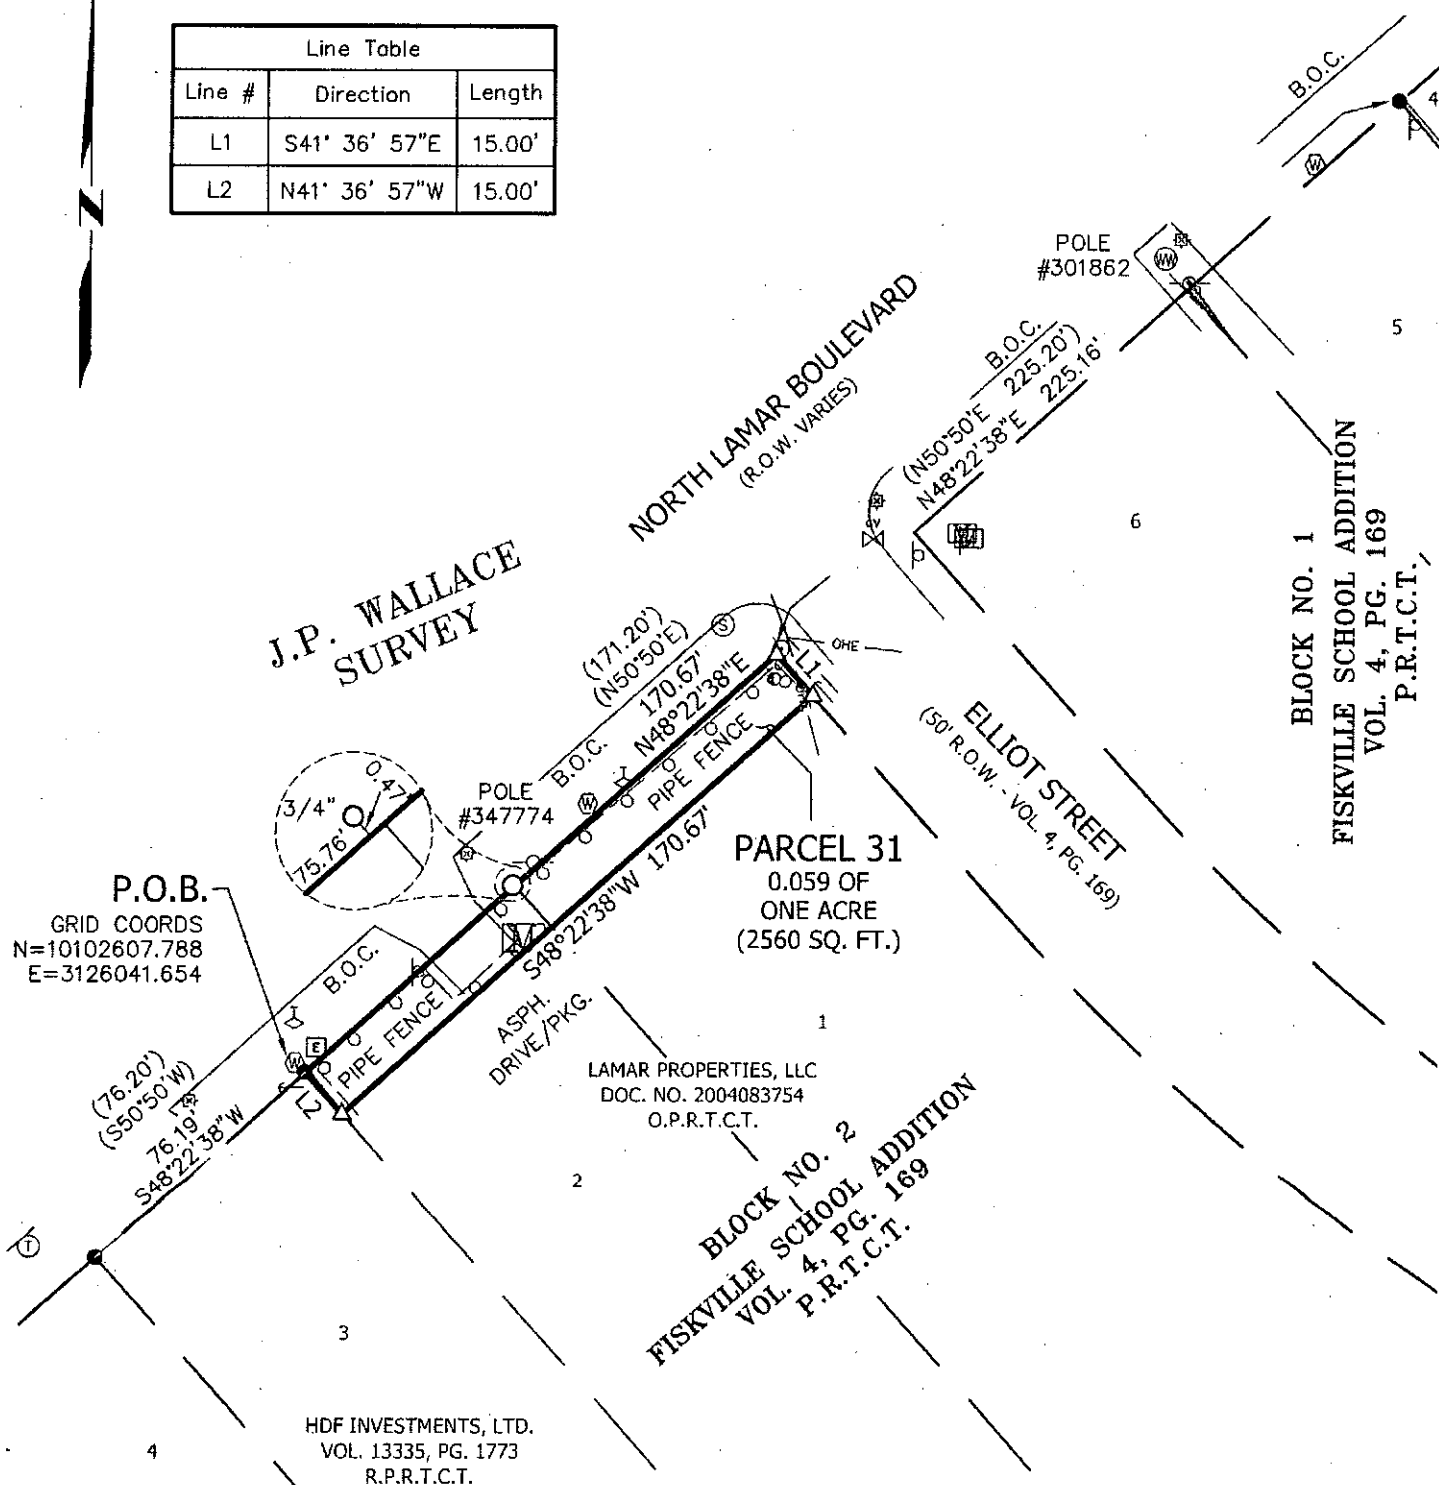 Line Table
Line # Direction Length
L1 S41° 36' 57"E 15.00'
L2 N41° 36' 57"W 15.00'
N
B.O.C.
4
W
POLE
#301862
WW
5
NORTH LAMAR BOULEVARD
(R.O.W. VARIES)
B.O.C.
(N50°50'E 225.20')
N48°22'38"E 225.16'
6
BLOCK NO. 1
FISKVILLE SCHOOL ADDITION
VOL. 4, PG. 169
P.R.T.C.T.
J.P. WALLACE
SURVEY
(171.20')
(N50°50'E)
170.67'
N48°22'38"E
S
OHE
L1
B.O.C.
PIPE FENCE
ELLIOT STREET
(50' R.O.W. - VOL. 4, PG. 169)
3/4"
0.47'
75.76'
POLE
#347774
W
S48°22'38"W 170.67'
PARCEL 31
0.059 OF
ONE ACRE
(2560 SQ. FT.)
P.O.B.
GRID COORDS
N=10102607.788
E=3126041.654
B.O.C.
PIPE FENCE
ASPH.
DRIVE/PKG.
E
W
L2
1
LAMAR PROPERTIES, LLC
DOC. NO. 2004083754
O.P.R.T.C.T.
(76.20')
(S50°50'W)
76.19'
S48°22'38"W
2
BLOCK NO. 2
FISKVILLE SCHOOL ADDITION
VOL. 4, PG. 169
P.R.T.C.T.
T
3
HDF INVESTMENTS, LTD.
VOL. 13335, PG. 1773
R.P.R.T.C.T.
4